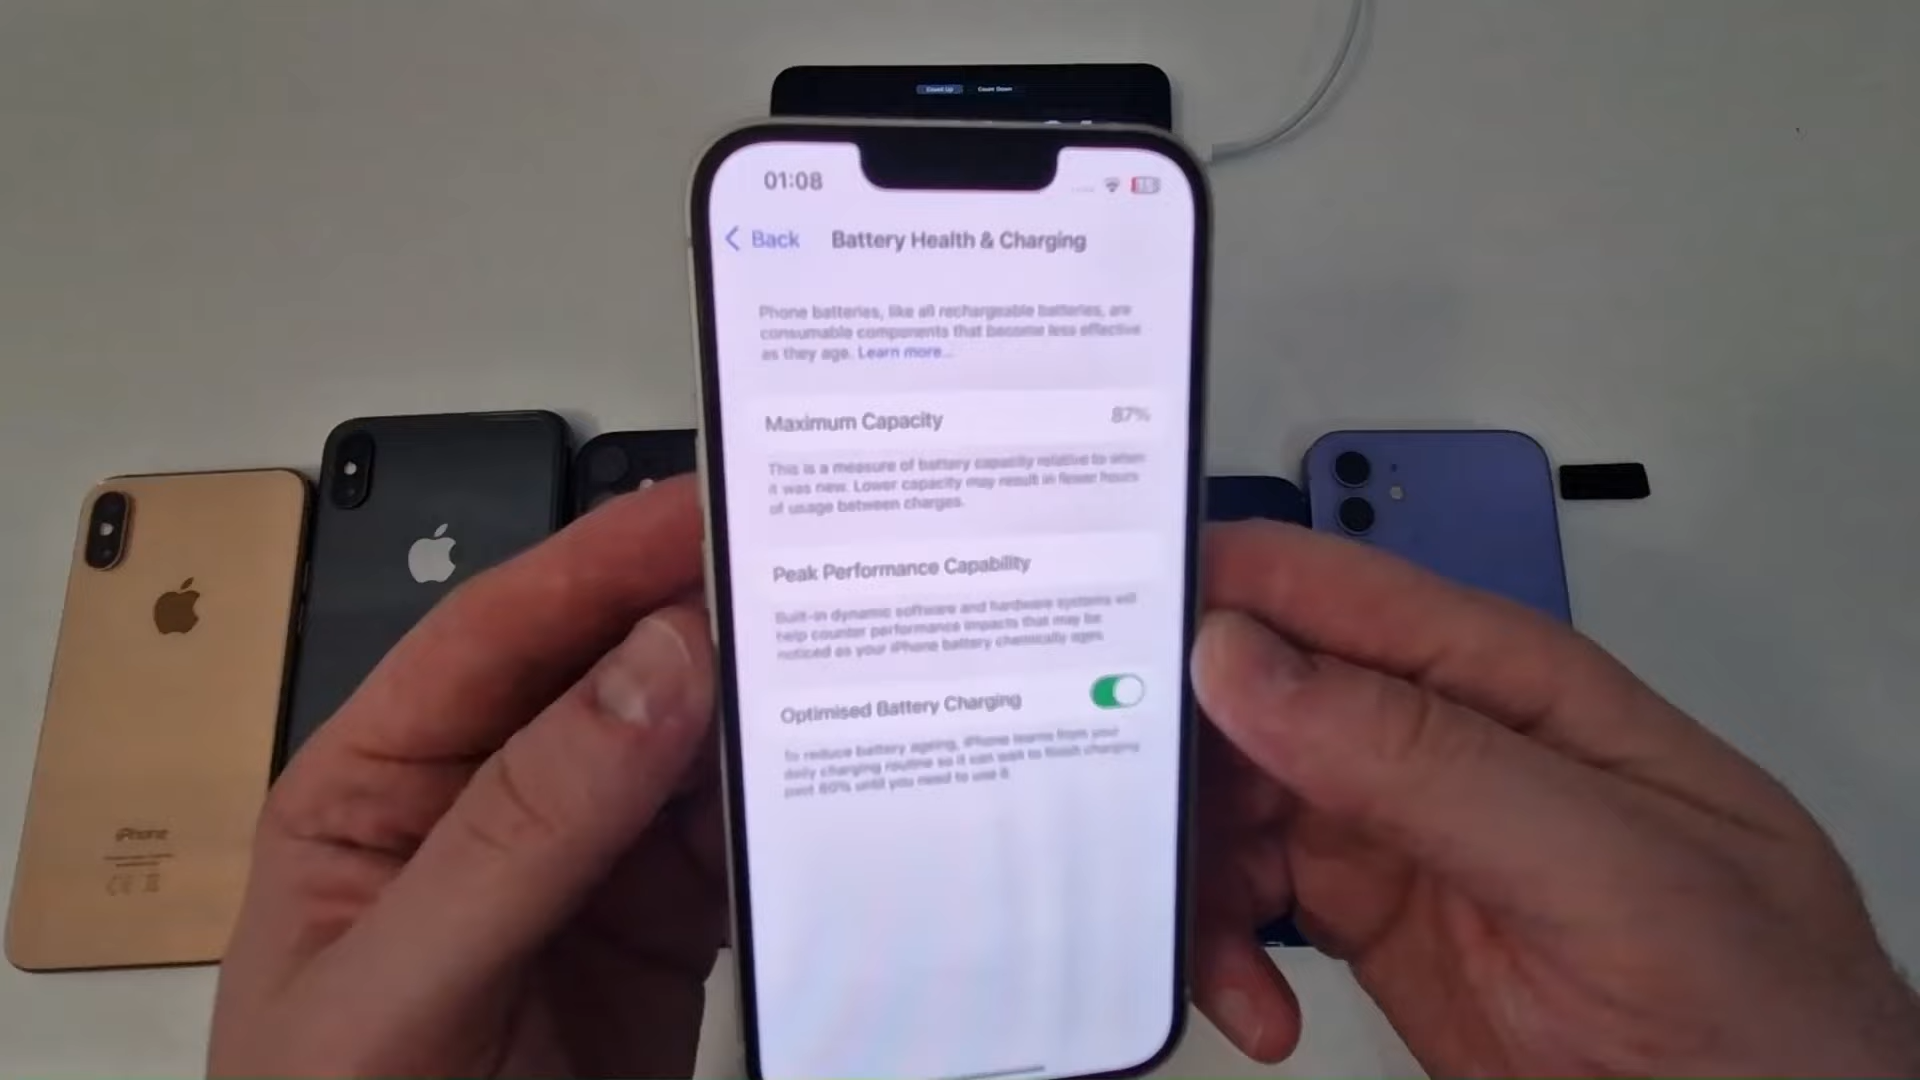 Count Up Count Down
01:08
Back Battery Health & Charging
Phone batteries, like all rechargeable batteries, are
consumable components that become less effective
as they age. Learn more...
Maximum Capacity 87%
This is a measure of battery capacity relative to when
it was new. Lower capacity may result in fewer hours
of usage between charges.
Peak Performance Capability
Built-in dynamic software and hardware systems will
help counter performance impacts that may be
noticed as your iPhone battery chemically ages.
Optimised Battery Charging
To reduce battery ageing, iPhone learns from your
daily charging routine so it can wait to finish charging
past 80% until you need to use it.
iPhone